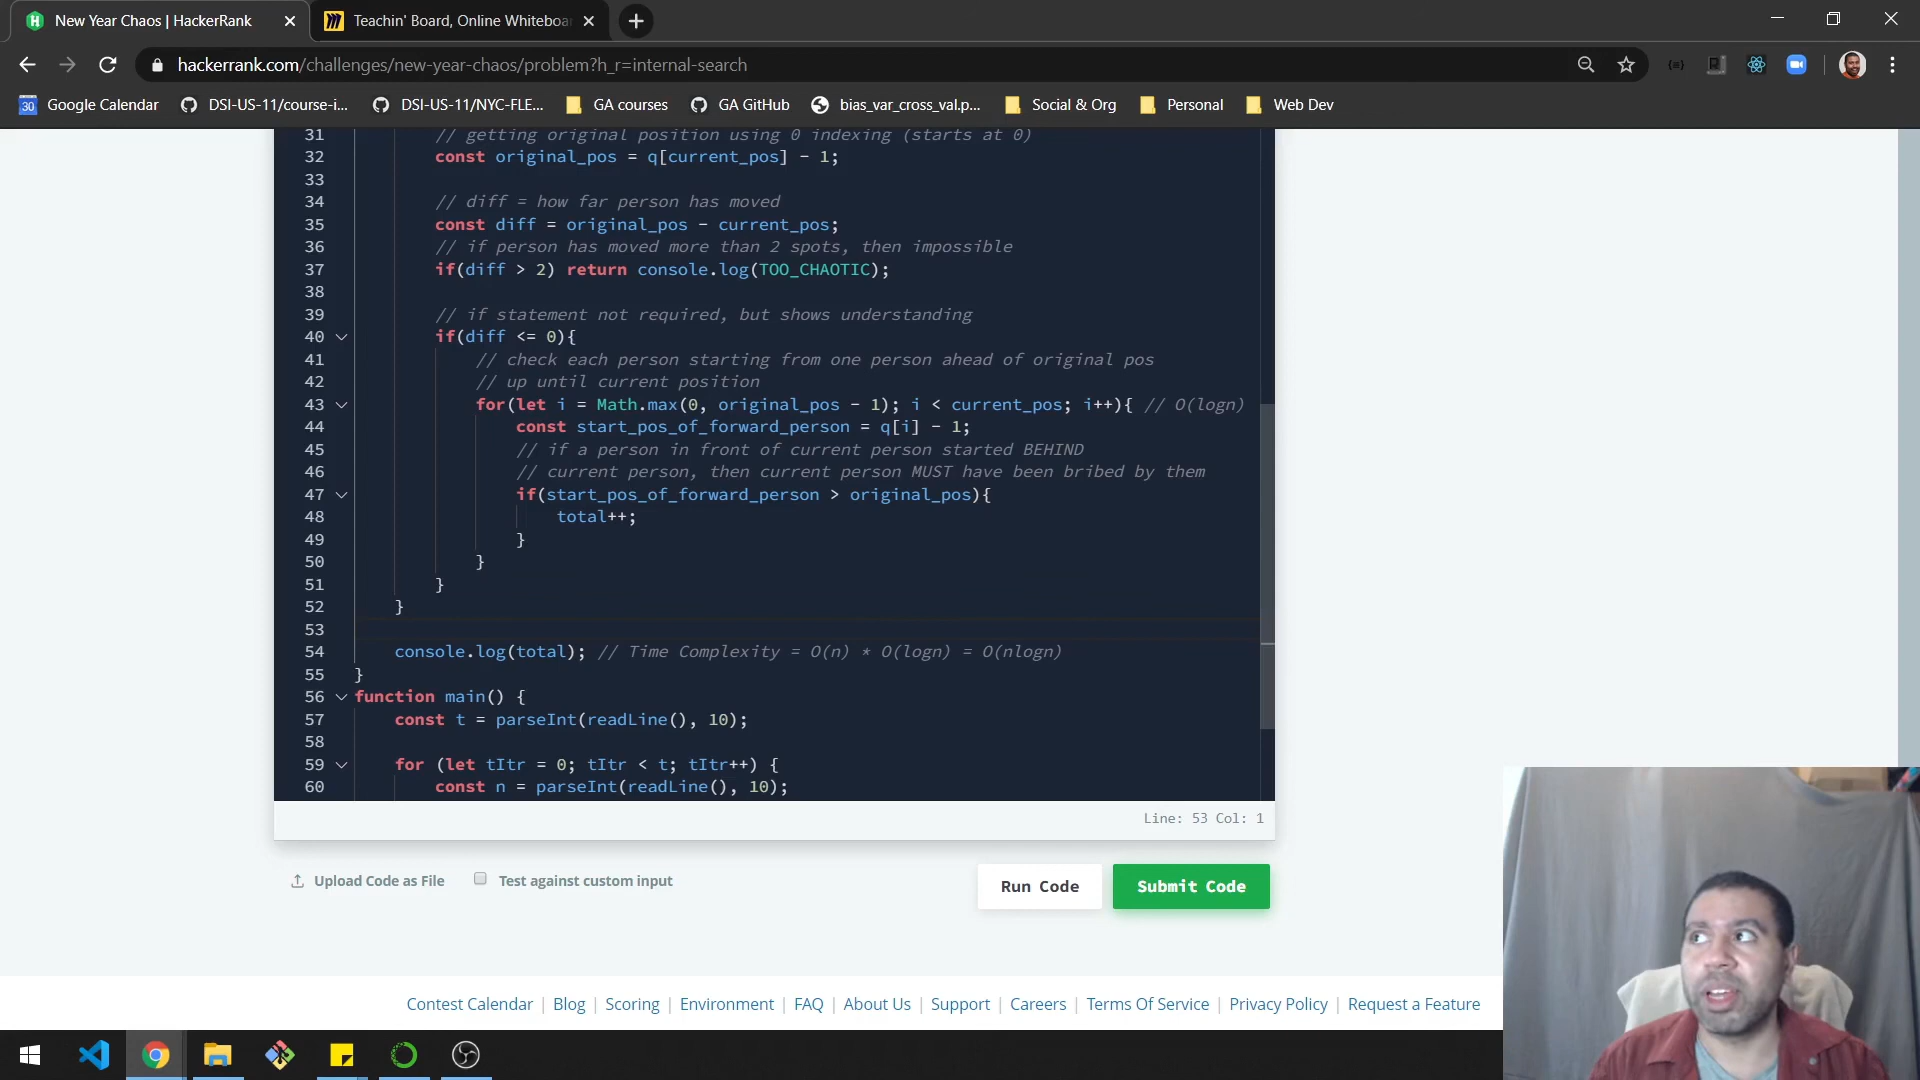 New Year Chaos | HackerRank
Teachin' Board, Online Whiteboa
hackerrank.com/challenges/new-year-chaos/problem?h_r=internal-search
30 Google Calendar
DSI-US-11/course-i...
DSI-US-11/NYC-FLE...
GA courses
GA GitHub
bias_var_cross_val.p...
Social & Org
Personal
Web Dev
31 // getting original position using 0 indexing (starts at 0)
32 const original_pos = q[current_pos] - 1;
33
34 // diff = how far person has moved
35 const diff = original_pos - current_pos;
36 // if person has moved more than 2 spots, then impossible
37 if(diff > 2) return console.log(TOO_CHAOTIC);
38
39 // if statement not required, but shows understanding
40 if(diff <= 0){
41 // check each person starting from one person ahead of original pos
42 // up until current position
43 for(let i = Math.max(0, original_pos - 1); i < current_pos; i++){ // O(logn)
44 const start_pos_of_forward_person = q[i] - 1;
45 // if a person in front of current person started BEHIND
46 // current person, then current person MUST have been bribed by them
47 if(start_pos_of_forward_person > original_pos){
48 total++;
49 }
50 }
51 }
52 }
53
54 console.log(total); // Time Complexity = O(n) * O(logn) = O(nlogn)
55 }
56 function main() {
57 const t = parseInt(readLine(), 10);
58
59 for (let tItr = 0; tItr < t; tItr++) {
60 const n = parseInt(readLine(), 10);
Line: 53 Col: 1
Upload Code as File
Test against custom input
Run Code
Submit Code
Contest Calendar | Blog | Scoring | Environment | FAQ | About Us | Support | Careers | Terms Of Service | Privacy Policy | Request a Feature